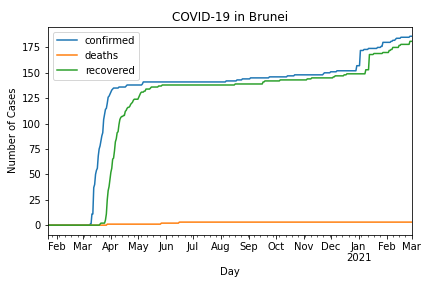 COVID-19 in Brunei
confirmed
deaths
recovered
Number of Cases
175
150
125
100
75
50
25
0
Feb Mar Apr May Jun Jul Aug Sep Oct Nov Dec Jan Feb Mar
2021
Day